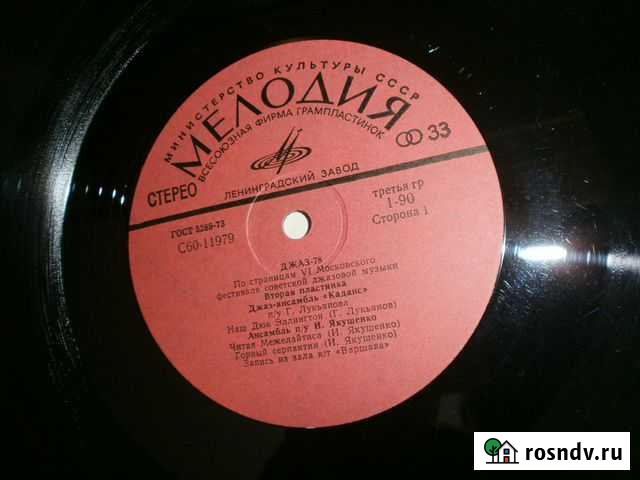 МИНИСТЕРСТВО КУЛЬТУРЫ СССР
МЕЛОДИЯ
ВСЕСОЮЗНАЯ ФИРМА ГРАМПЛАСТИНОК
33
СТЕРЕО
ЛЕНИНГРАДСКИЙ ЗАВОД
ГОСТ 5289-73
С60-11979
третья гр
1-90
Сторона 1
ДЖАЗ-78
По страницам VI Московского
фестиваля советской джазовой музыки
Вторая пластинка
Джаз-ансамбль «Каданс»
п/у Г. Лукьянова
Наш Дюк Эллингтон (Г. Лукьянов)
Ансамбль п/у И. Якушенко
Читая Межелайтиса (И. Якушенко)
Горный серпантин (И. Якушенко)
Запись из зала к/т «Варшава»
rosndv.ru